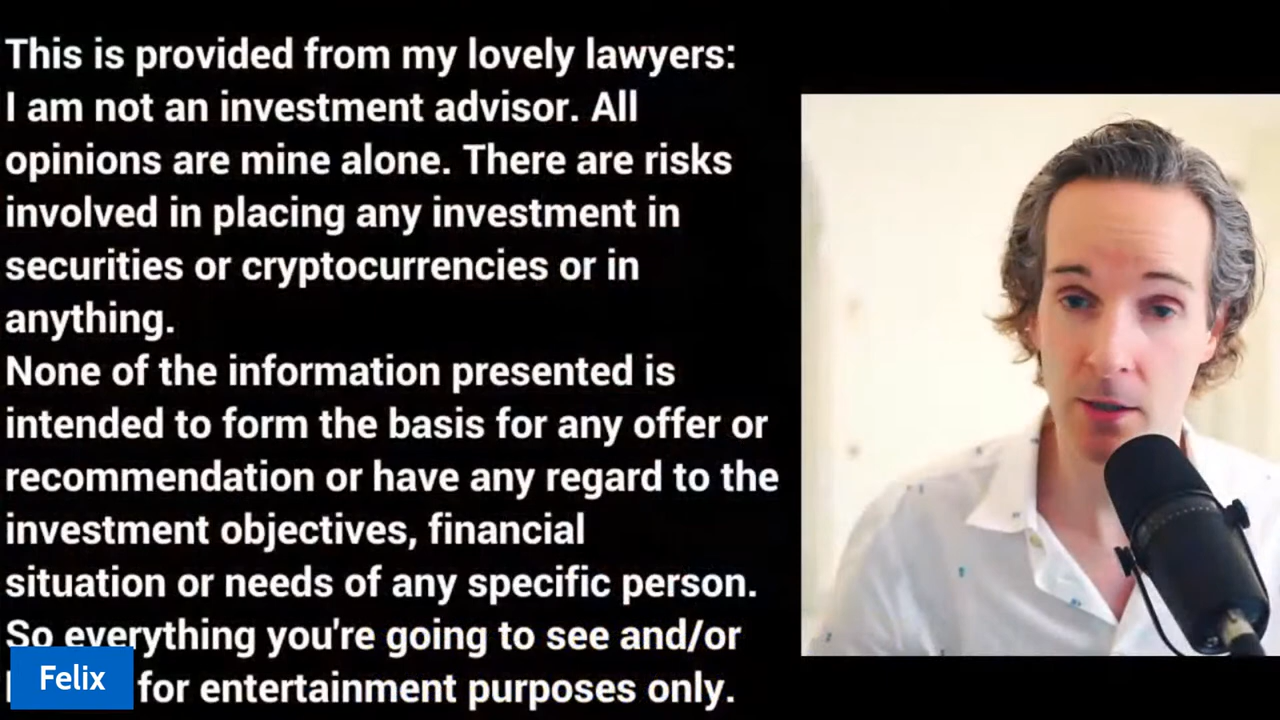 This is provided from my lovely lawyers:
I am not an investment advisor. All
opinions are mine alone. There are risks
involved in placing any investment in
securities or cryptocurrencies or in
anything.
None of the information presented is
intended to form the basis for any offer or
recommendation or have any regard to the
investment objectives, financial
situation or needs of any specific person.
So everything you're going to see and/or
for entertainment purposes only.
Felix